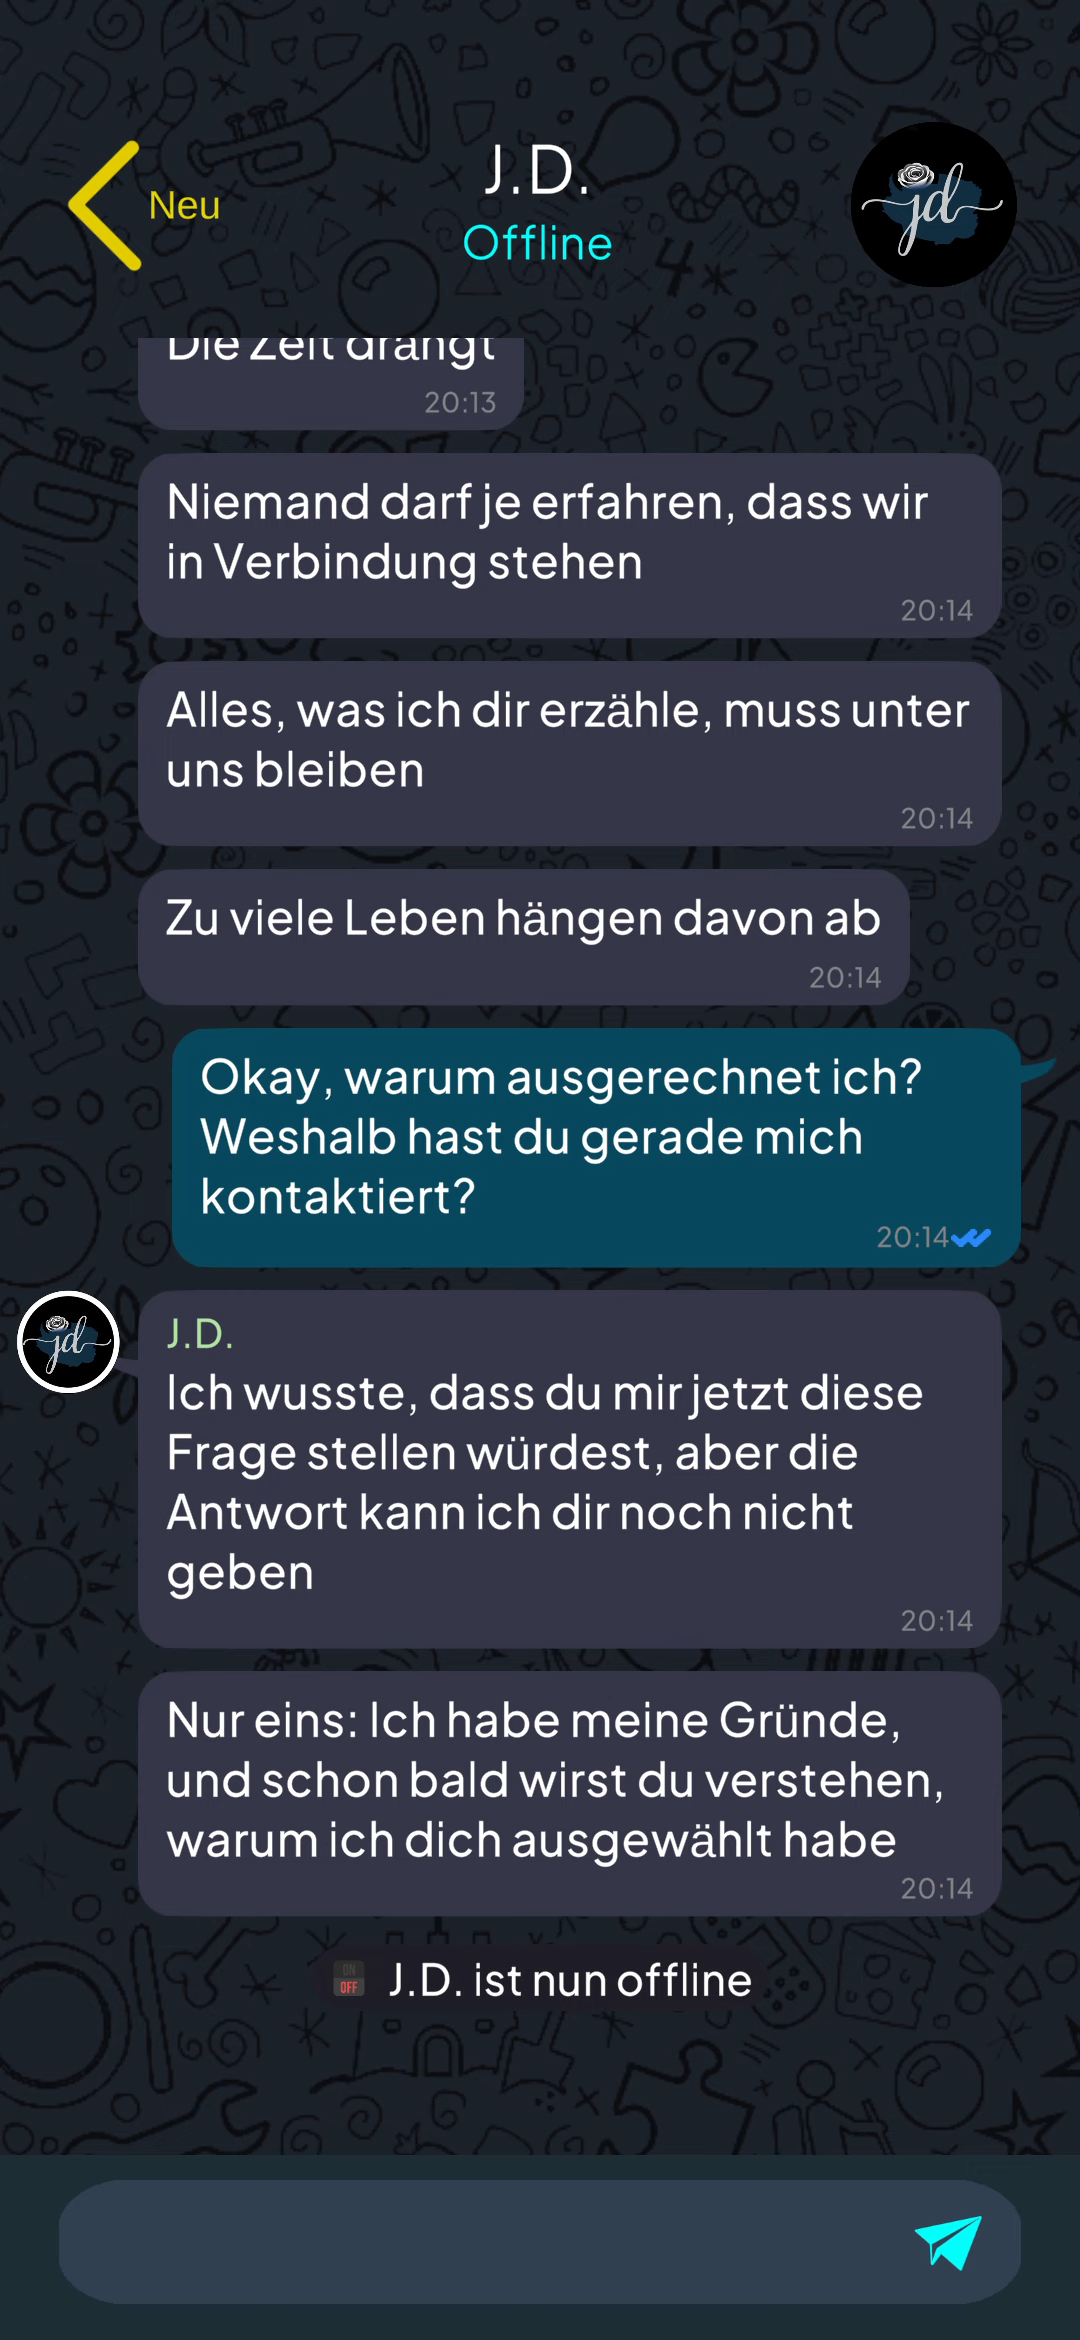 Neu
J.D.
Offline
jd
Die Zeit drängt
20:13
Niemand darf je erfahren, dass wir
in Verbindung stehen
20:14
Alles, was ich dir erzähle, muss unter
uns bleiben
20:14
Zu viele Leben hängen davon ab
20:14
Okay, warum ausgerechnet ich?
Weshalb hast du gerade mich
kontaktiert?
20:14
jd
J.D.
Ich wusste, dass du mir jetzt diese
Frage stellen würdest, aber die
Antwort kann ich dir noch nicht
geben
20:14
Nur eins: Ich habe meine Gründe,
und schon bald wirst du verstehen,
warum ich dich ausgewählt habe
20:14
ON
OFF
J.D. ist nun offline